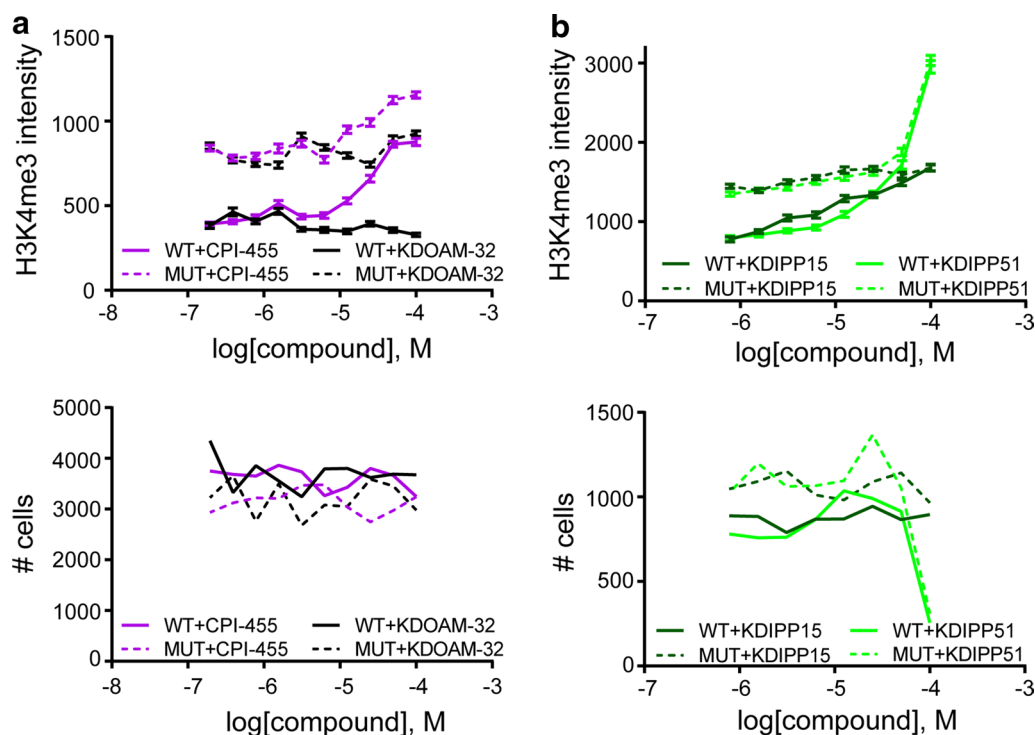 a
H3K4me3 intensity
1500
1000
500
0
WT+CPI-455 WT+KDOAM-32
MUT+CPI-455 MUT+KDOAM-32
-8 -7 -6 -5 -4 -3
log[compound], M
b
H3K4me3 intensity
3000
2000
1000
0
WT+KDIPP15 WT+KDIPP51
MUT+KDIPP15 MUT+KDIPP51
-7 -6 -5 -4 -3
log[compound], M
# cells
5000
4000
3000
2000
1000
0
WT+CPI-455 WT+KDOAM-32
MUT+CPI-455 MUT+KDOAM-32
-8 -7 -6 -5 -4 -3
log[compound], M
# cells
1500
1000
500
0
WT+KDIPP15 WT+KDIPP51
MUT+KDIPP15 MUT+KDIPP51
-7 -6 -5 -4 -3
log[compound], M